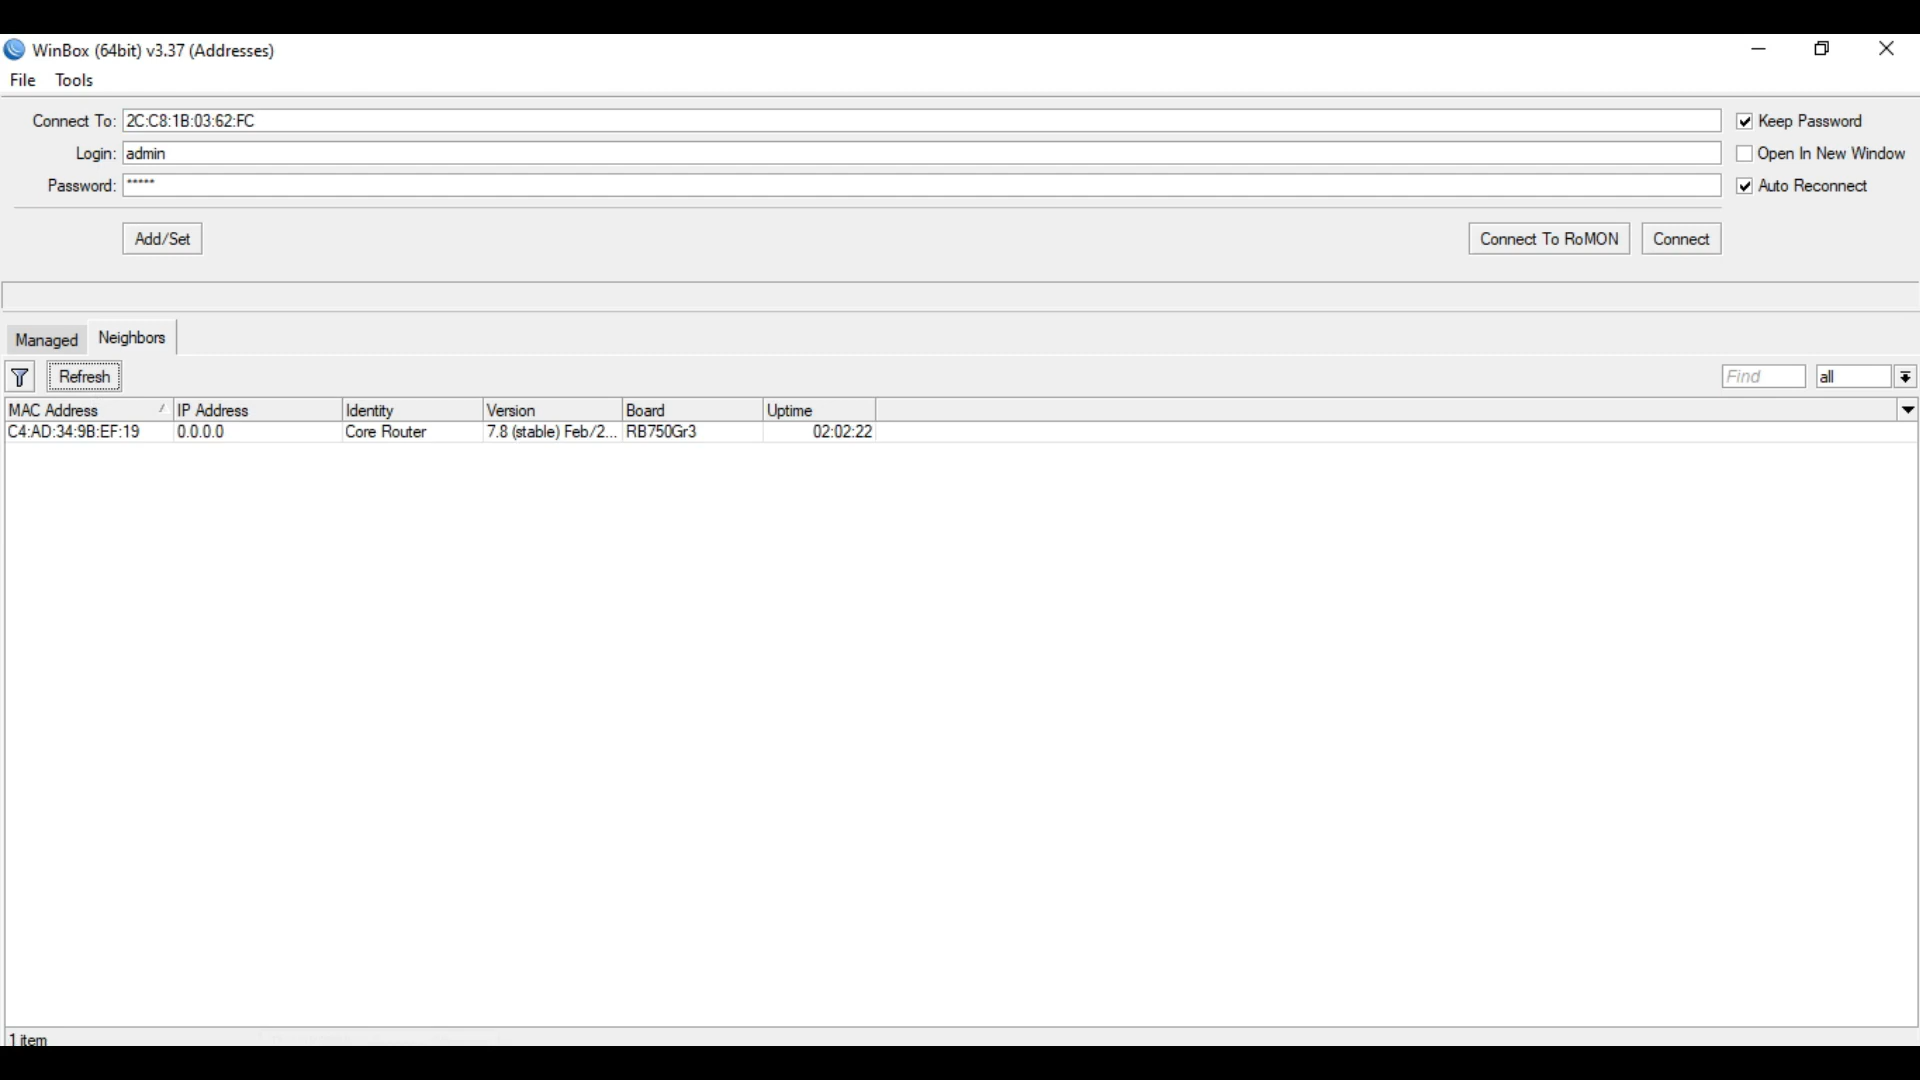 WinBox (64bit) v3.37 (Addresses)
File Tools
Connect To: 2C:C8:1B:03:62:FC Keep Password
Login: admin Open In New Window
Password: ***** Auto Reconnect
Add/Set Connect To RoMON Connect
Managed Neighbors
Refresh Find all
MAC Address IP Address Identity Version Board Uptime
C4:AD:34:9B:EF:19 0.0.0.0 Core Router 7.8 (stable) Feb/2... RB750Gr3 02:02:22
1 item